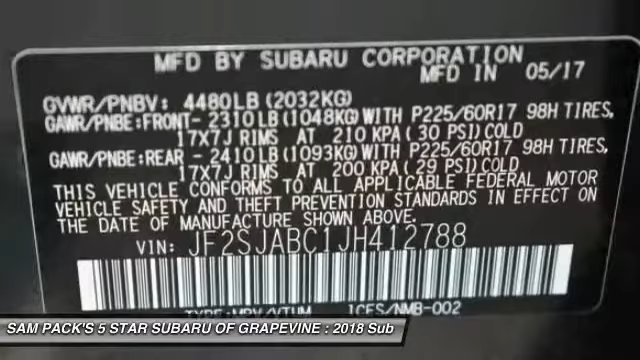 MFD BY SUBARU CORPORATION
MFD IN 05/17
GVWR/PNBV: 4480LB(2032KG)
GAWR/PNBE:FRONT-2310LB(1048KG)WITH P225/60R17 98H TIRES,
17X7J RIMS AT 210 KPA( 30 PSI)COLD
GAWR/PNBE:REAR -2410LB(1093KG)WITH P225/60R17 98H TIRES,
17X7J RIMS AT 200 KPA( 29 PSI)COLD
THIS VEHICLE CONFORMS TO ALL APPLICABLE FEDERAL MOTOR
VEHICLE SAFETY AND THEFT PREVENTION STANDARDS IN EFFECT ON
THE DATE OF MANUFACTURE SHOWN ABOVE.
VIN: JF2SJABC1JH412788
TYPE:MPV/VTUM 1CFS/NMB-002
SAM PACK'S 5 STAR SUBARU OF GRAPEVINE : 2018 Sub